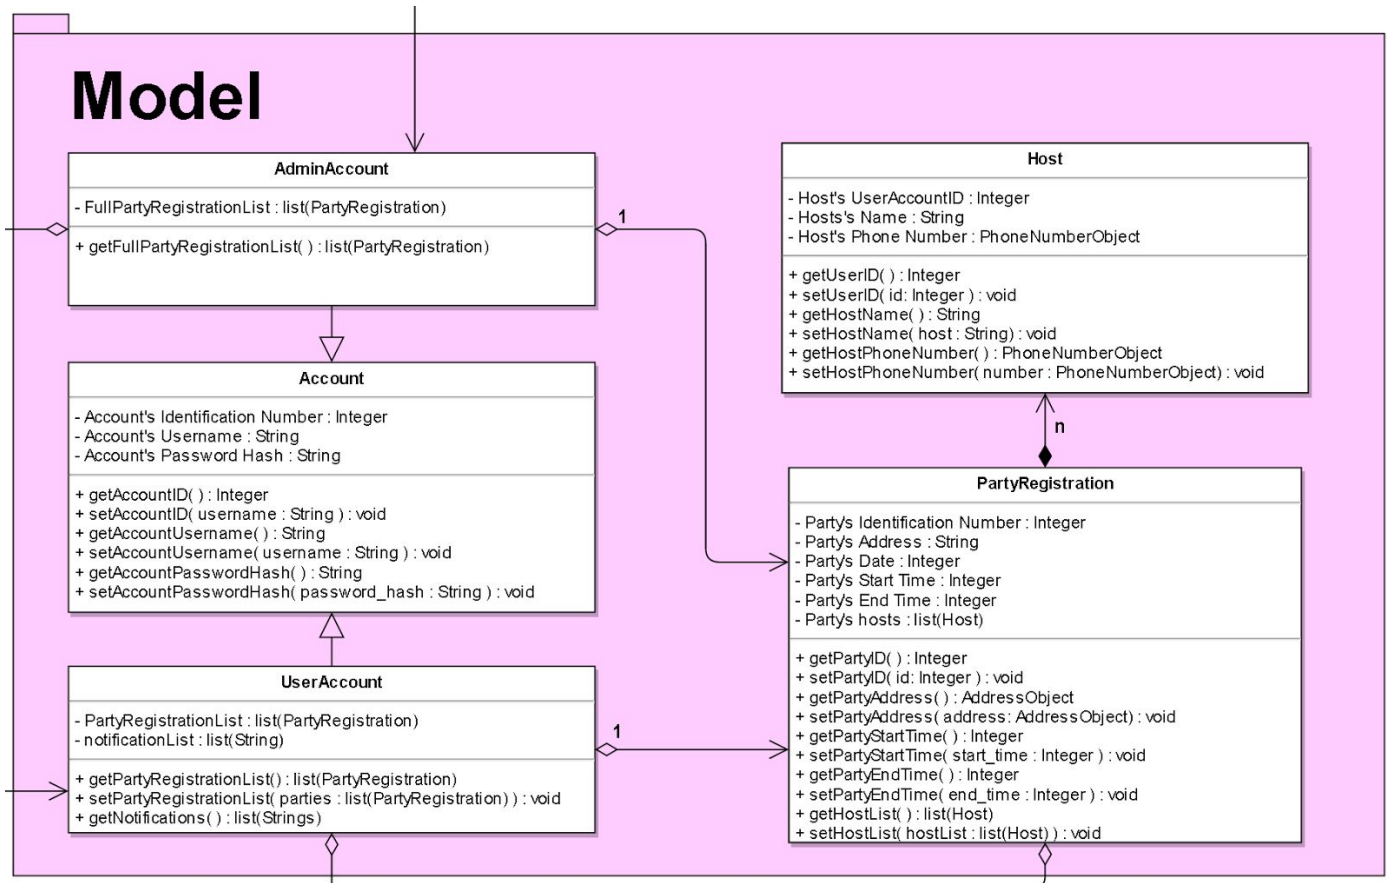 Model
AdminAccount
- FullPartyRegistrationList : list(PartyRegistration)
+ getFullPartyRegistrationList( ) : list(PartyRegistration)
1
Host
- Host's UserAccountID : Integer
- Hosts's Name : String
- Host's Phone Number : PhoneNumberObject
+ getUserID( ) : Integer
+ setUserID( id: Integer ) : void
+ getHostName( ) : String
+ setHostName( host : String) : void
+ getHostPhoneNumber( ) : PhoneNumberObject
+ setHostPhoneNumber( number : PhoneNumberObject) : void
n
Account
- Account's Identification Number : Integer
- Account's Username : String
- Account's Password Hash : String
+ getAccountID( ) : Integer
+ setAccountID( username : String ) : void
+ getAccountUsername( ) : String
+ setAccountUsername( username : String ) : void
+ getAccountPasswordHash( ) : String
+ setAccountPasswordHash( password_hash : String ) : void
PartyRegistration
- Party's Identification Number : Integer
- Party's Address : String
- Party's Date : Integer
- Party's Start Time : Integer
- Party's End Time : Integer
- Party's hosts : list(Host)
+ getPartyID( ) : Integer
+ setPartyID( id: Integer ) : void
+ getPartyAddress( ) : AddressObject
+ setPartyAddress( address: AddressObject) : void
+ getPartyStartTime( ) : Integer
+ setPartyStartTime( start_time : Integer ) : void
+ getPartyEndTime( ) : Integer
+ setPartyEndTime( end_time : Integer ) : void
+ getHostList( ) : list(Host)
+ setHostList( hostList : list(Host) ) : void
UserAccount
- PartyRegistrationList : list(PartyRegistration)
- notificationList : list(String)
+ getPartyRegistrationList() : list(PartyRegistration)
+ setPartyRegistrationList( parties : list(PartyRegistration) ) : void
+ getNotifications( ) : list(Strings)
1